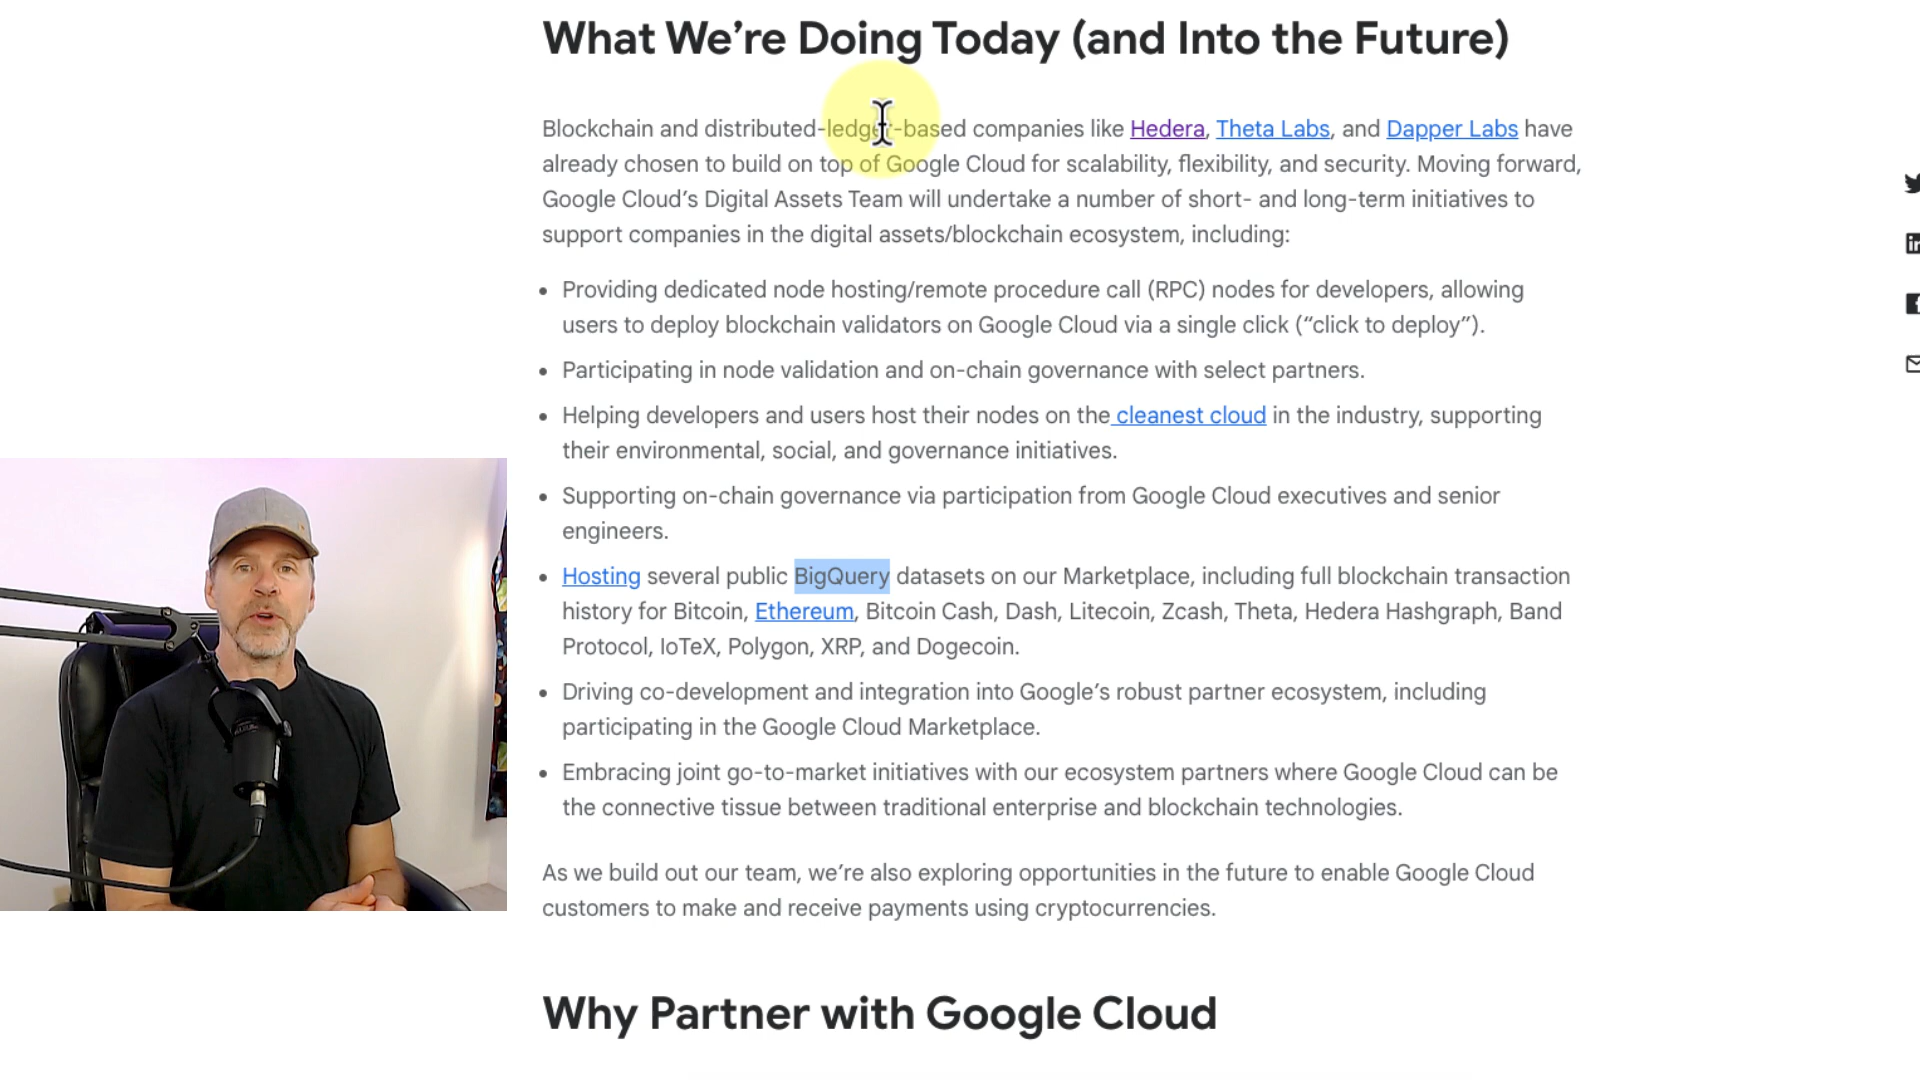 What We’re Doing Today (and Into the Future)
Blockchain and distributed-ledger-based companies like Hedera, Theta Labs, and Dapper Labs have
already chosen to build on top of Google Cloud for scalability, flexibility, and security. Moving forward,
Google Cloud’s Digital Assets Team will undertake a number of short- and long-term initiatives to
support companies in the digital assets/blockchain ecosystem, including:
• Providing dedicated node hosting/remote procedure call (RPC) nodes for developers, allowing
users to deploy blockchain validators on Google Cloud via a single click (“click to deploy”).
• Participating in node validation and on-chain governance with select partners.
• Helping developers and users host their nodes on the cleanest cloud in the industry, supporting
their environmental, social, and governance initiatives.
• Supporting on-chain governance via participation from Google Cloud executives and senior
engineers.
• Hosting several public BigQuery datasets on our Marketplace, including full blockchain transaction
history for Bitcoin, Ethereum, Bitcoin Cash, Dash, Litecoin, Zcash, Theta, Hedera Hashgraph, Band
Protocol, IoTeX, Polygon, XRP, and Dogecoin.
• Driving co-development and integration into Google’s robust partner ecosystem, including
participating in the Google Cloud Marketplace.
• Embracing joint go-to-market initiatives with our ecosystem partners where Google Cloud can be
the connective tissue between traditional enterprise and blockchain technologies.
As we build out our team, we’re also exploring opportunities in the future to enable Google Cloud
customers to make and receive payments using cryptocurrencies.
Why Partner with Google Cloud